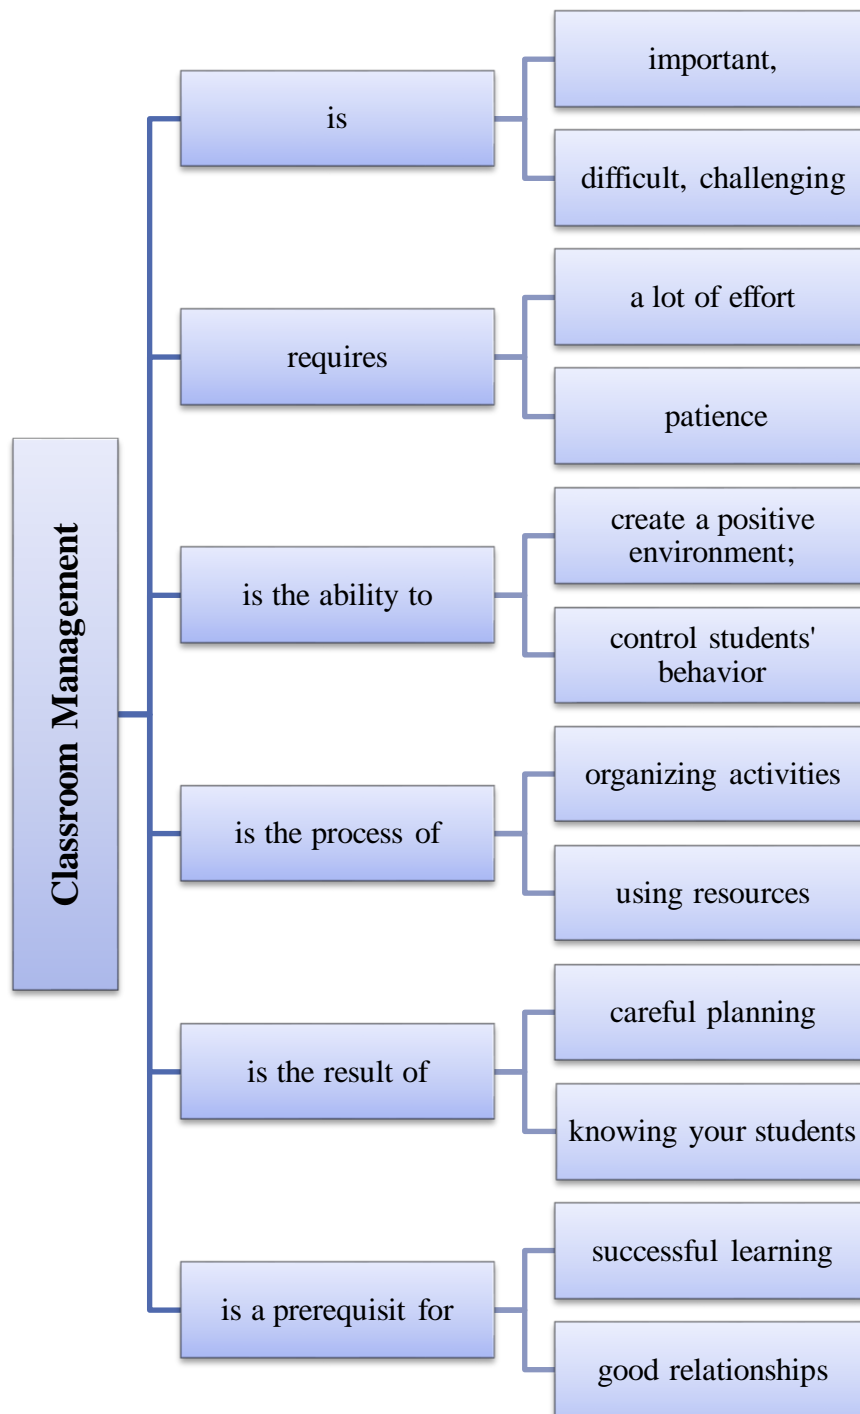 Classroom Management
is
important,
difficult, challenging
requires
a lot of effort
patience
is the ability to
create a positive
environment;
control students'
behavior
is the process of
organizing activities
using resources
is the result of
careful planning
knowing your students
is a prerequisit for
successful learning
good relationships